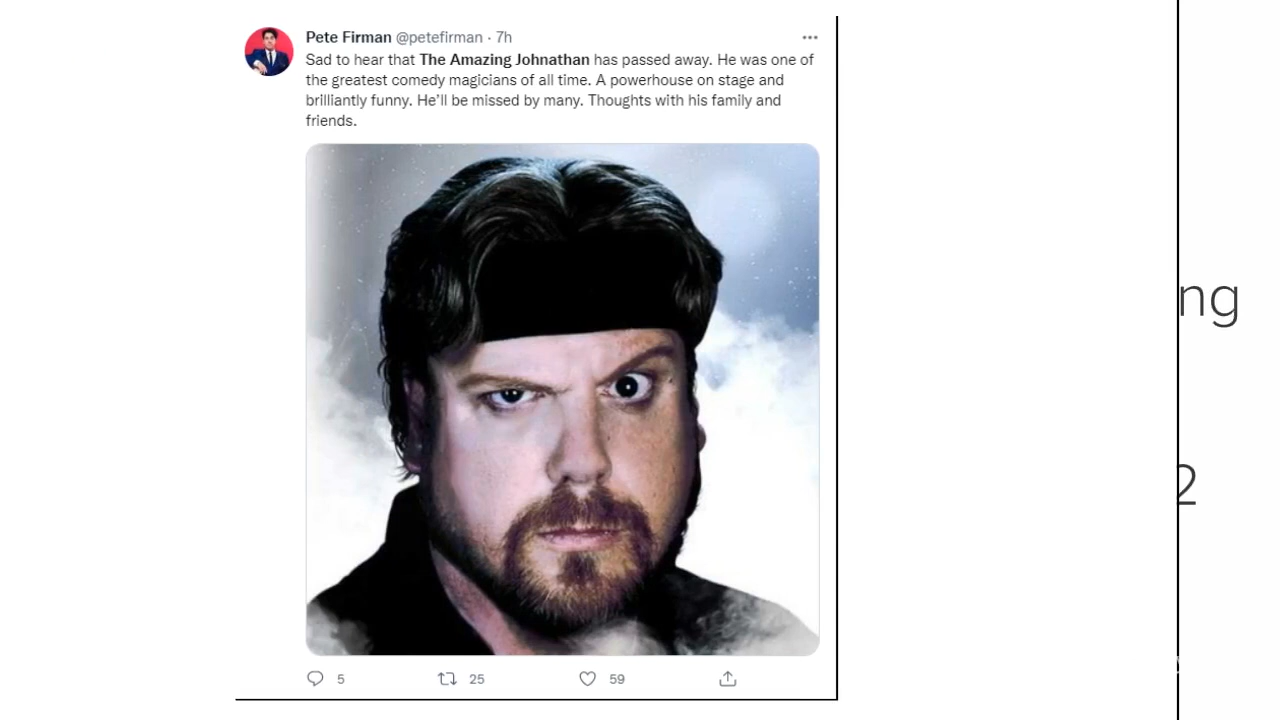 Pete Firman @petefirman · 7h
Sad to hear that The Amazing Johnathan has passed away. He was one of
the greatest comedy magicians of all time. A powerhouse on stage and
brilliantly funny. He’ll be missed by many. Thoughts with his family and
friends.
5 25 59
ng
2